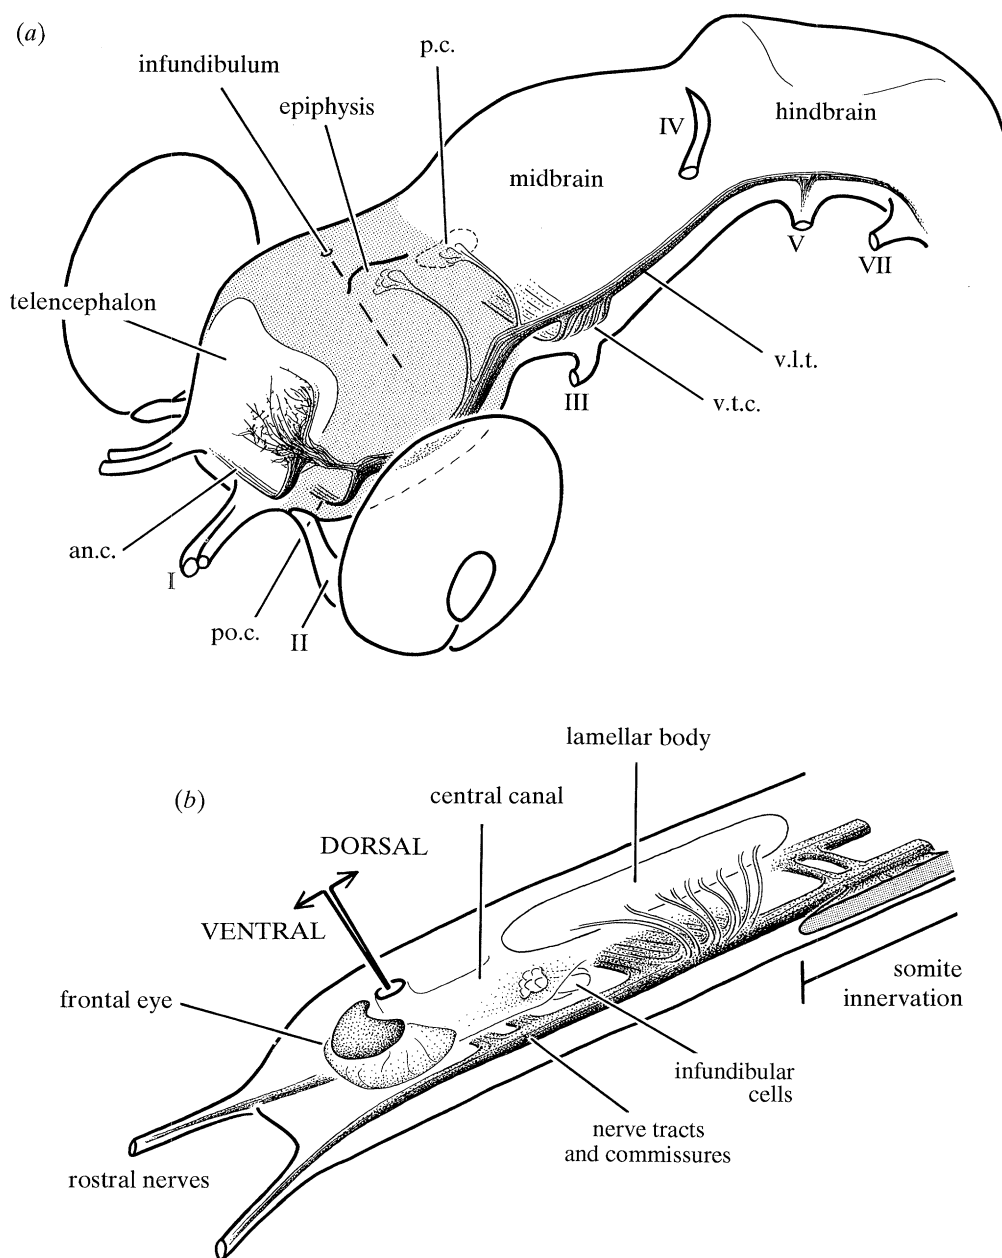 (a)
p.c.
infundibulum
epiphysis
IV
hindbrain
midbrain
V
VII
telencephalon
v.l.t.
v.t.c.
III
an.c.
I
po.c.
II
lamellar body
(b)
central canal
DORSAL
VENTRAL
frontal eye
somite
innervation
infundibular
cells
nerve tracts
and commissures
rostral nerves